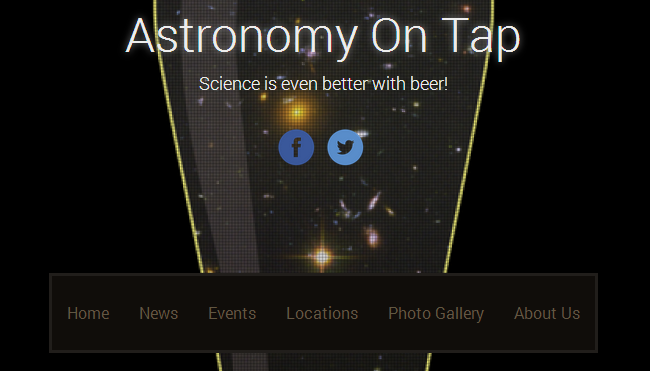 Astronomy On Tap
Science is even better with beer!
Home News Events Locations Photo Gallery About Us